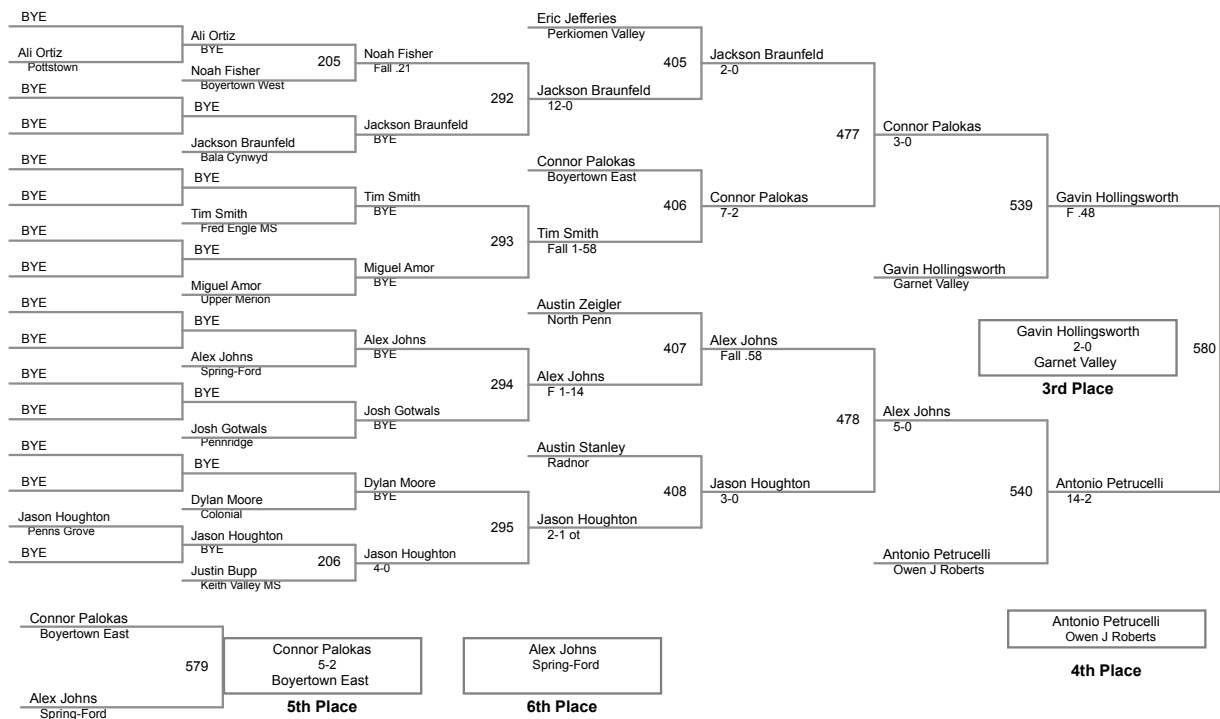 BYE
Ali Ortiz
Pottstown
BYE
BYE
BYE
BYE
BYE
BYE
BYE
BYE
BYE
BYE
BYE
BYE
Jason Houghton
Penns Grove
BYE
Ali Ortiz
BYE
205
Noah Fisher
Boyertown West
BYE
Jackson Braunfeld
Bala Cynwyd
BYE
Tim Smith
Fred Engle MS
BYE
Miguel Amor
Upper Merion
BYE
Alex Johns
Spring-Ford
BYE
Josh Gotwals
Pennridge
BYE
Dylan Moore
Colonial
Jason Houghton
BYE
206
Justin Bupp
Keith Valley MS
Noah Fisher
Fall .21
292
Jackson Braunfeld
BYE
Tim Smith
BYE
293
Miguel Amor
BYE
Alex Johns
BYE
294
Josh Gotwals
BYE
Dylan Moore
BYE
295
Jason Houghton
4-0
Eric Jefferies
Perkiomen Valley
405
Jackson Braunfeld
12-0
Connor Palokas
Boyertown East
406
Tim Smith
Fall 1-58
Austin Zeigler
North Penn
407
Alex Johns
F 1-14
Austin Stanley
Radnor
408
Jason Houghton
2-1 ot
Jackson Braunfeld
2-0
477
Connor Palokas
7-2
Alex Johns
Fall .58
478
Jason Houghton
3-0
Connor Palokas
3-0
539
Gavin Hollingsworth
Garnet Valley
Alex Johns
5-0
540
Antonio Petrucelli
Owen J Roberts
Gavin Hollingsworth
F .48
Gavin Hollingsworth
2-0
Garnet Valley
580
3rd Place
Antonio Petrucelli
14-2
Connor Palokas
Boyertown East
579
Alex Johns
Spring-Ford
Connor Palokas
5-2
Boyertown East
5th Place
Alex Johns
Spring-Ford
6th Place
Antonio Petrucelli
Owen J Roberts
4th Place